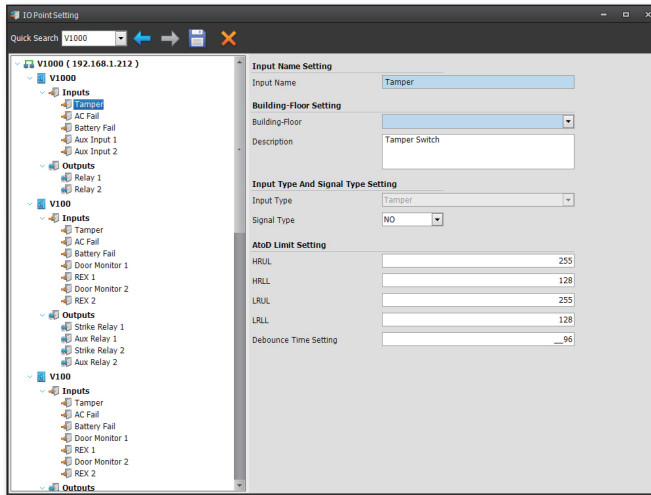 IO Point Setting
Quick Search V1000
V1000 ( 192.168.1.212 )
V1000
Inputs
Tamper
AC Fail
Battery Fail
Aux Input 1
Aux Input 2
Outputs
Relay 1
Relay 2
V100
Inputs
Tamper
AC Fail
Battery Fail
Door Monitor 1
REX 1
Door Monitor 2
REX 2
Outputs
Strike Relay 1
Aux Relay 1
Strike Relay 2
Aux Relay 2
V100
Inputs
Tamper
AC Fail
Battery Fail
Door Monitor 1
REX 1
Door Monitor 2
REX 2
Outputs
Input Name Setting
Input Name Tamper
Building-Floor Setting
Building-Floor
Description Tamper Switch
Input Type And Signal Type Setting
Input Type Tamper
Signal Type NO
AtoD Limit Setting
HRUL 255
HRLL 128
LRUL 255
LRLL 128
Debounce Time Setting __96